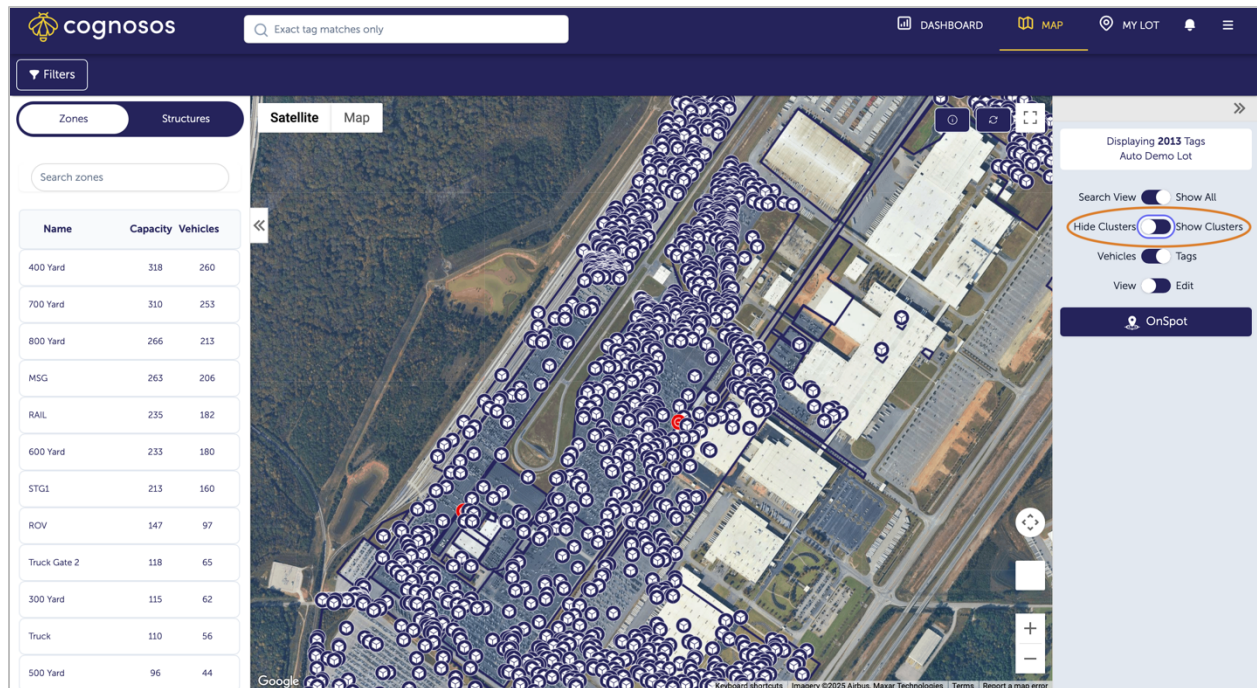 cognosos
Exact tag matches only
DASHBOARD
MAP
MY LOT
Filters
Zones
Structures
Search zones
Name Capacity Vehicles
400 Yard 318 260
700 Yard 310 253
800 Yard 266 213
MSG 263 206
RAIL 235 182
600 Yard 233 180
STG1 213 160
ROV 147 97
Truck Gate 2 118 65
300 Yard 115 62
Truck 110 56
500 Yard 96 44
Satellite Map
Google
Keyboard shortcuts Imagery ©2025 Airbus, Maxar Technologies Terms Report a map error
Displaying 2013 Tags
Auto Demo Lot
Search View Show All
Hide Clusters Show Clusters
Vehicles Tags
View Edit
OnSpot